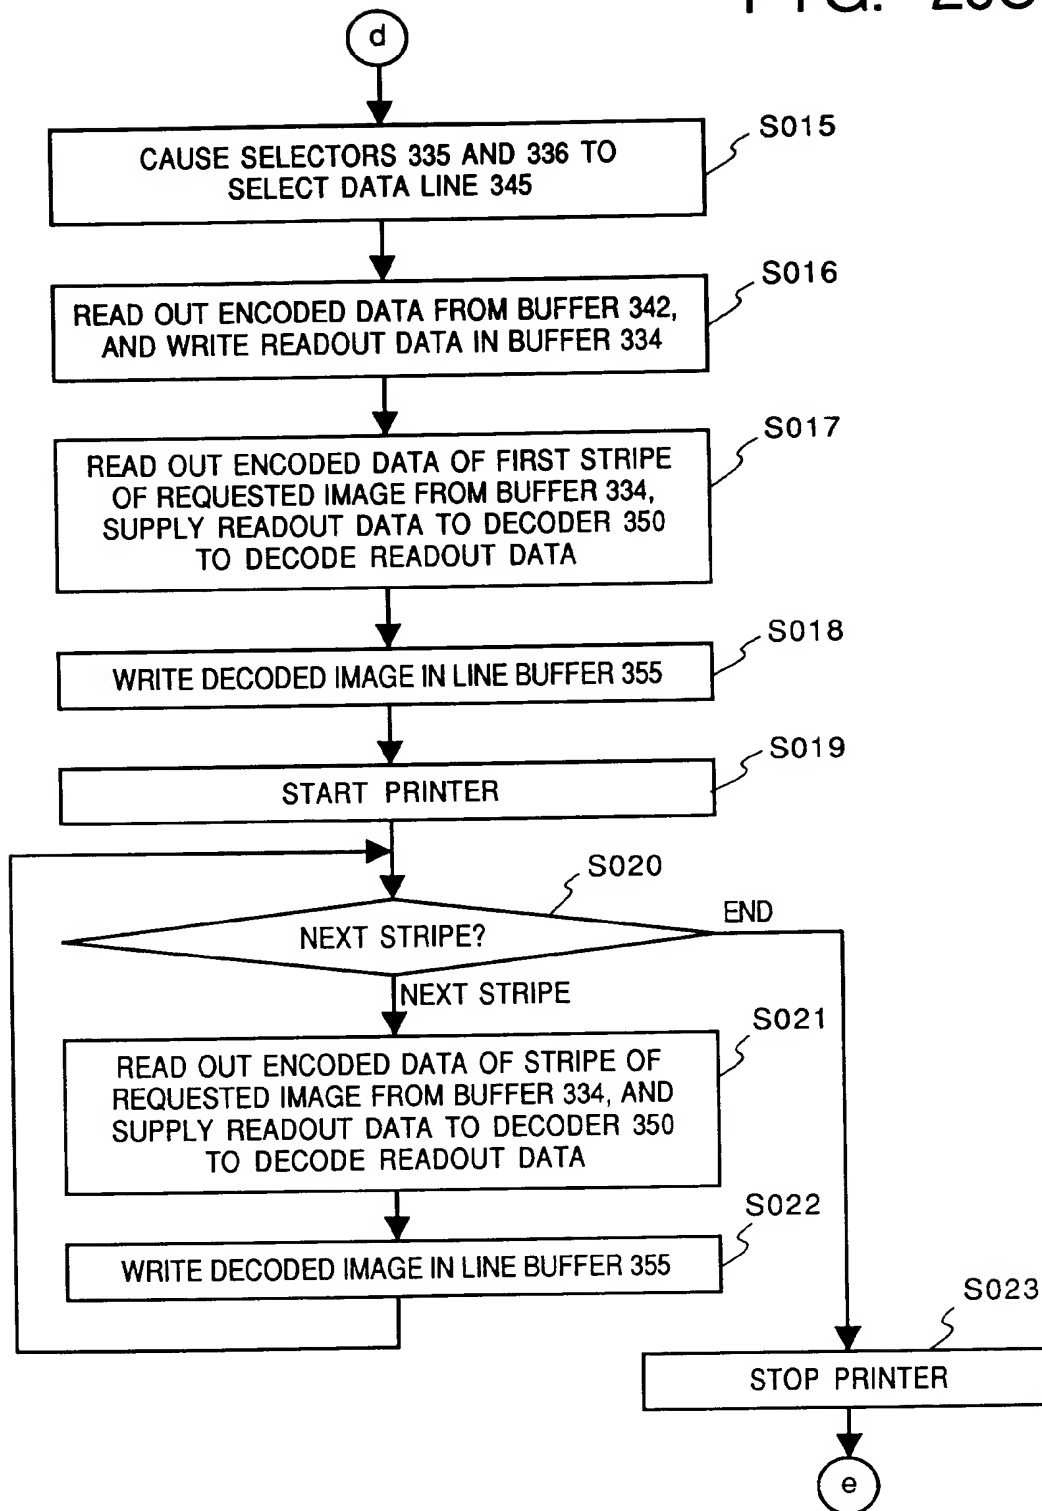 d
S015
CAUSE SELECTORS 335 AND 336 TO
SELECT DATA LINE 345
S016
READ OUT ENCODED DATA FROM BUFFER 342,
AND WRITE READOUT DATA IN BUFFER 334
S017
READ OUT ENCODED DATA OF FIRST STRIPE
OF REQUESTED IMAGE FROM BUFFER 334,
SUPPLY READOUT DATA TO DECODER 350
TO DECODE READOUT DATA
S018
WRITE DECODED IMAGE IN LINE BUFFER 355
S019
START PRINTER
S020
NEXT STRIPE?
END
NEXT STRIPE
S021
READ OUT ENCODED DATA OF STRIPE OF
REQUESTED IMAGE FROM BUFFER 334, AND
SUPPLY READOUT DATA TO DECODER 350
TO DECODE READOUT DATA
S022
WRITE DECODED IMAGE IN LINE BUFFER 355
S023
STOP PRINTER
e